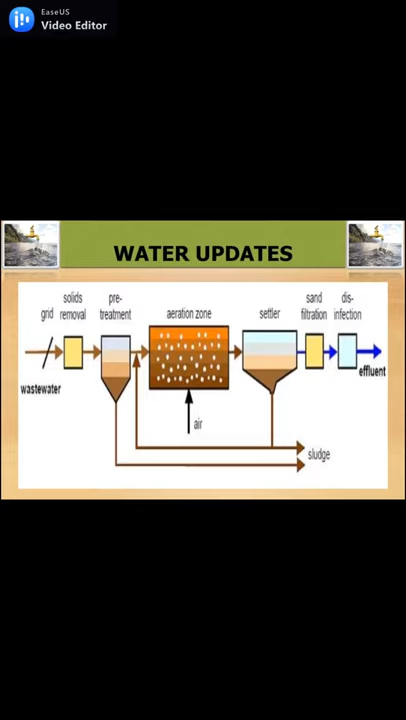 EaseUS
Video Editor
WATER UPDATES
grid
solids
removal
pre-
treatment
aeration zone
settler
sand
filtration
dis-
infection
wastewater
effluent
air
sludge